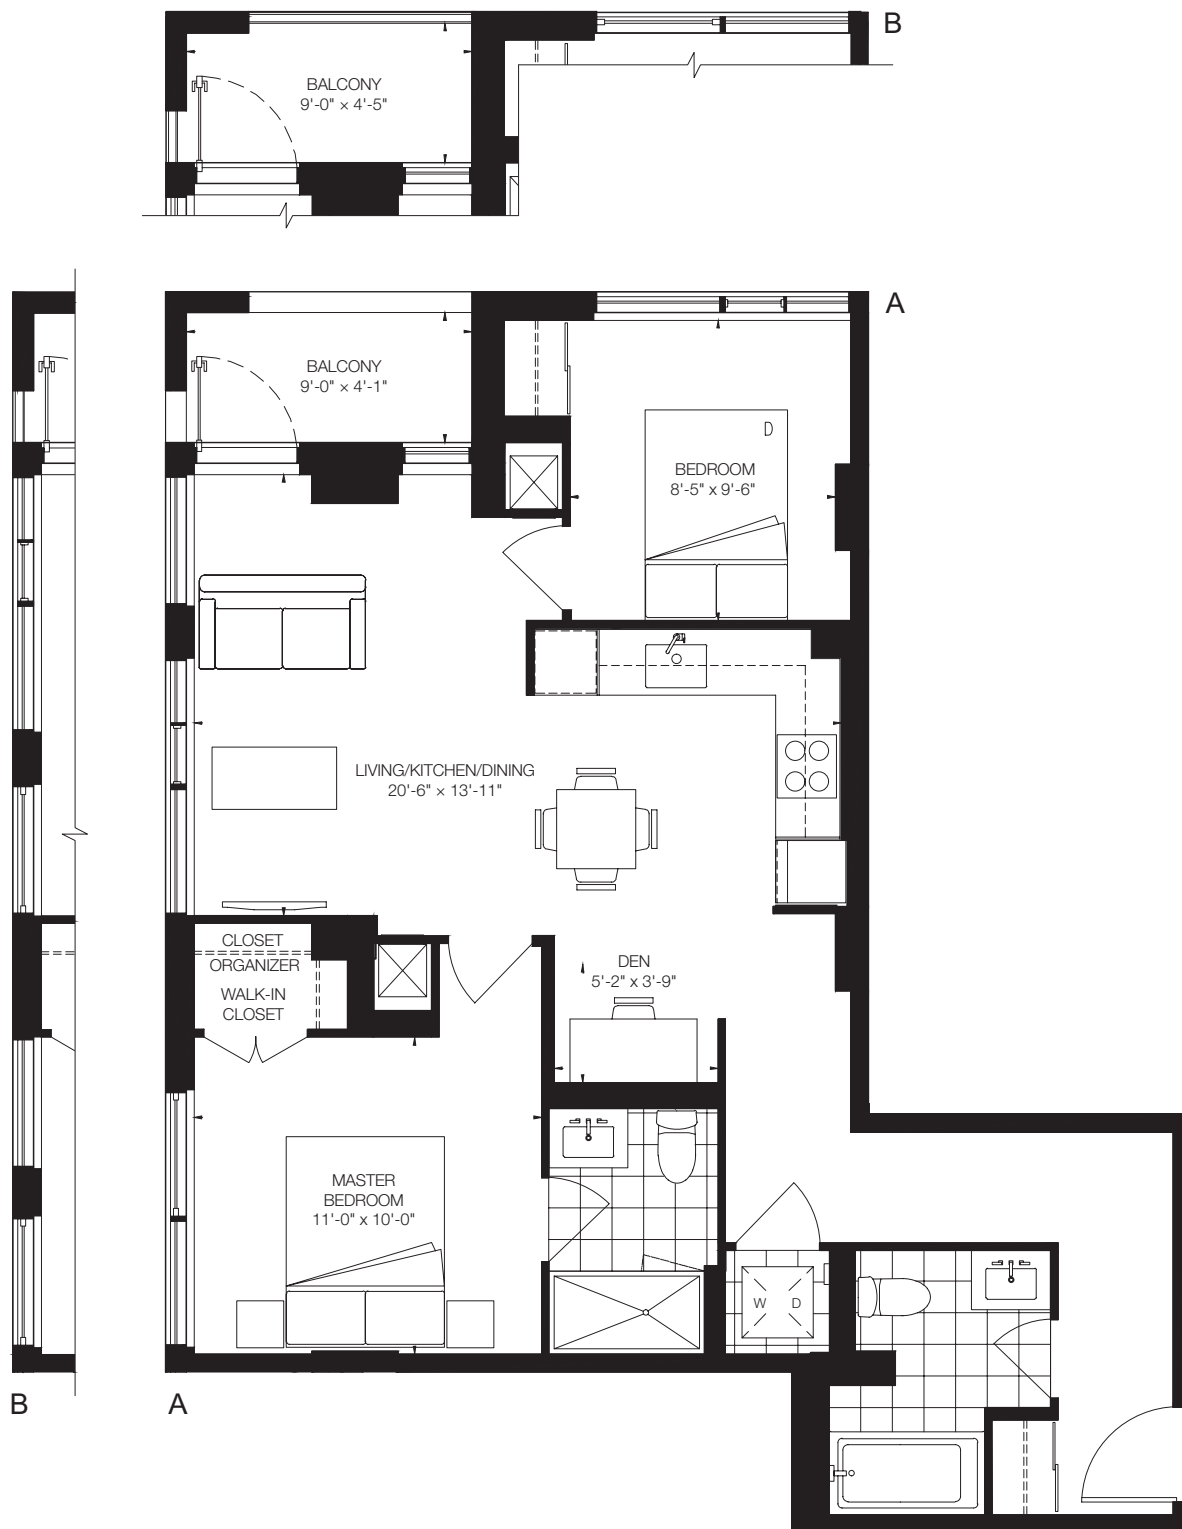 B
BALCONY
9'-0" × 4'-5"
A
BALCONY
9'-0" × 4'-1"
D
BEDROOM
8'-5" x 9'-6"
LIVING/KITCHEN/DINING
20'-6" × 13'-11"
CLOSET
ORGANIZER
WALK-IN
CLOSET
DEN
5'-2" x 3'-9"
MASTER
BEDROOM
11'-0" x 10'-0"
W D
B
A